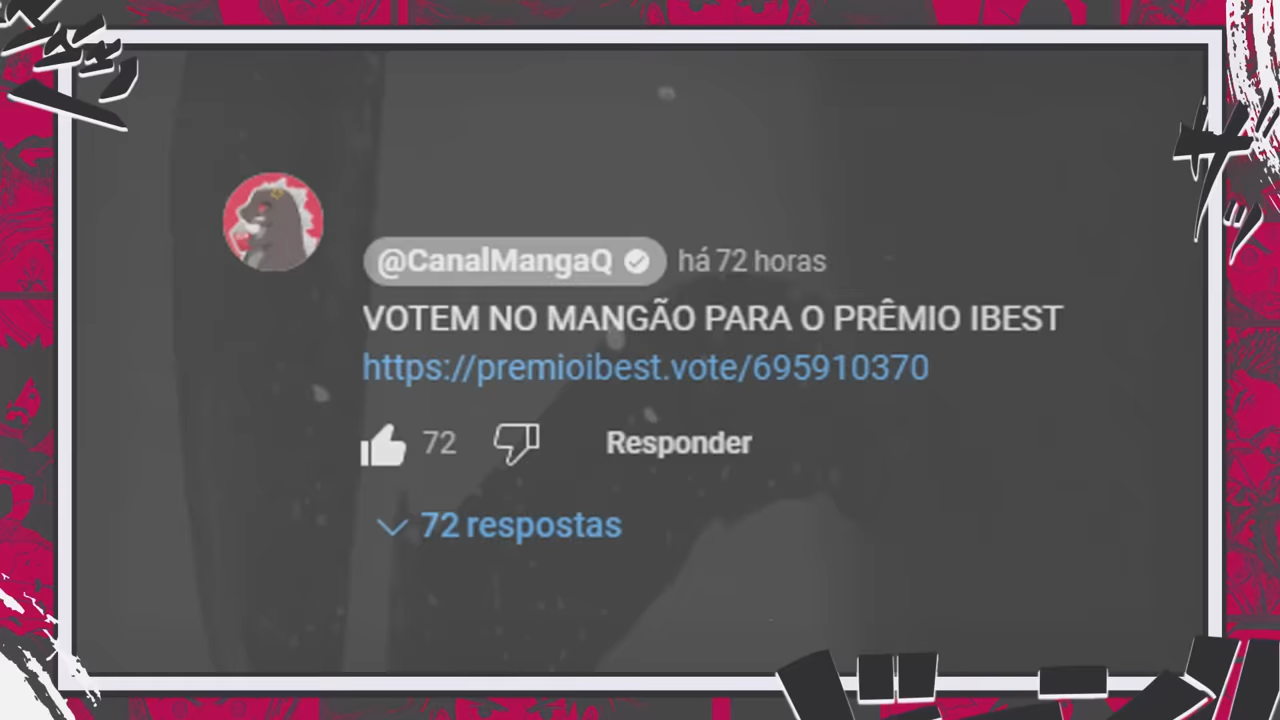 @CanalMangaQ há 72 horas
VOTEM NO MANGÃO PARA O PRÊMIO IBEST
https://premioibest.vote/695910370
72 Responder
72 respostas